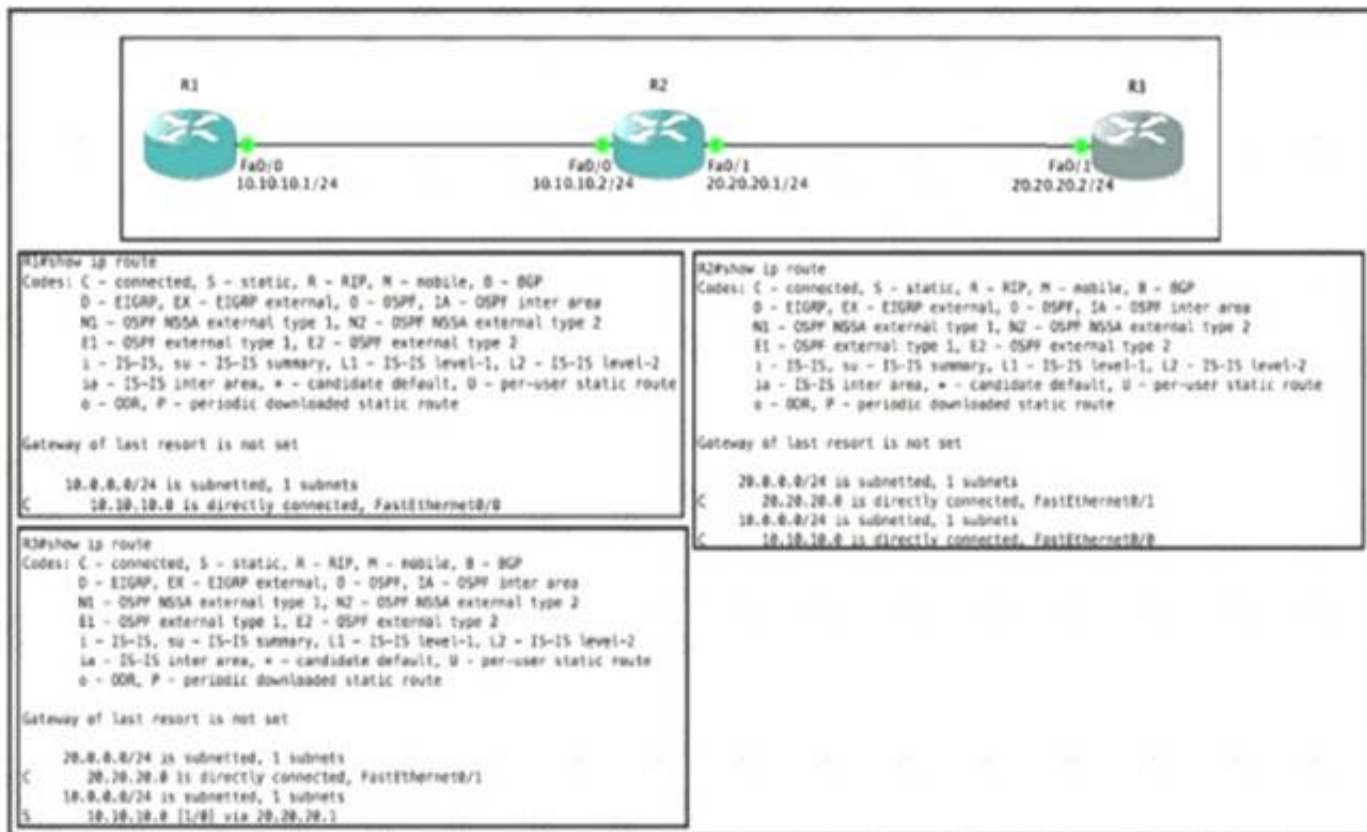 R1
R2
R3
Fa0/0
10.10.10.1/24
Fa0/0
10.10.10.2/24
Fa0/1
20.20.20.1/24
Fa0/1
20.20.20.2/24
R1#show ip route
Codes: C - connected, S - static, R - RIP, M - mobile, B - BGP
D - EIGRP, EX - EIGRP external, O - OSPF, IA - OSPF inter area
N1 - OSPF NSSA external type 1, N2 - OSPF NSSA external type 2
E1 - OSPF external type 1, E2 - OSPF external type 2
i - IS-IS, su - IS-IS summary, L1 - IS-IS level-1, L2 - IS-IS level-2
ia - IS-IS inter area, * - candidate default, U - per-user static route
o - ODR, P - periodic downloaded static route
Gateway of last resort is not set
10.0.0.0/24 is subnetted, 1 subnets
C 10.10.10.0 is directly connected, FastEthernet0/0
R2#show ip route
Codes: C - connected, S - static, R - RIP, M - mobile, B - BGP
D - EIGRP, EX - EIGRP external, O - OSPF, IA - OSPF inter area
N1 - OSPF NSSA external type 1, N2 - OSPF NSSA external type 2
E1 - OSPF external type 1, E2 - OSPF external type 2
i - IS-IS, su - IS-IS summary, L1 - IS-IS level-1, L2 - IS-IS level-2
ia - IS-IS inter area, * - candidate default, U - per-user static route
o - ODR, P - periodic downloaded static route
Gateway of last resort is not set
20.0.0.0/24 is subnetted, 1 subnets
C 20.20.20.0 is directly connected, FastEthernet0/1
10.0.0.0/24 is subnetted, 1 subnets
C 10.10.10.0 is directly connected, FastEthernet0/0
R3#show ip route
Codes: C - connected, S - static, R - RIP, M - mobile, B - BGP
D - EIGRP, EX - EIGRP external, O - OSPF, IA - OSPF inter area
N1 - OSPF NSSA external type 1, N2 - OSPF NSSA external type 2
E1 - OSPF external type 1, E2 - OSPF external type 2
i - IS-IS, su - IS-IS summary, L1 - IS-IS level-1, L2 - IS-IS level-2
ia - IS-IS inter area, * - candidate default, U - per-user static route
o - ODR, P - periodic downloaded static route
Gateway of last resort is not set
20.0.0.0/24 is subnetted, 1 subnets
C 20.20.20.0 is directly connected, FastEthernet0/1
10.0.0.0/24 is subnetted, 1 subnets
S 10.10.10.0 [1/0] via 20.20.20.1